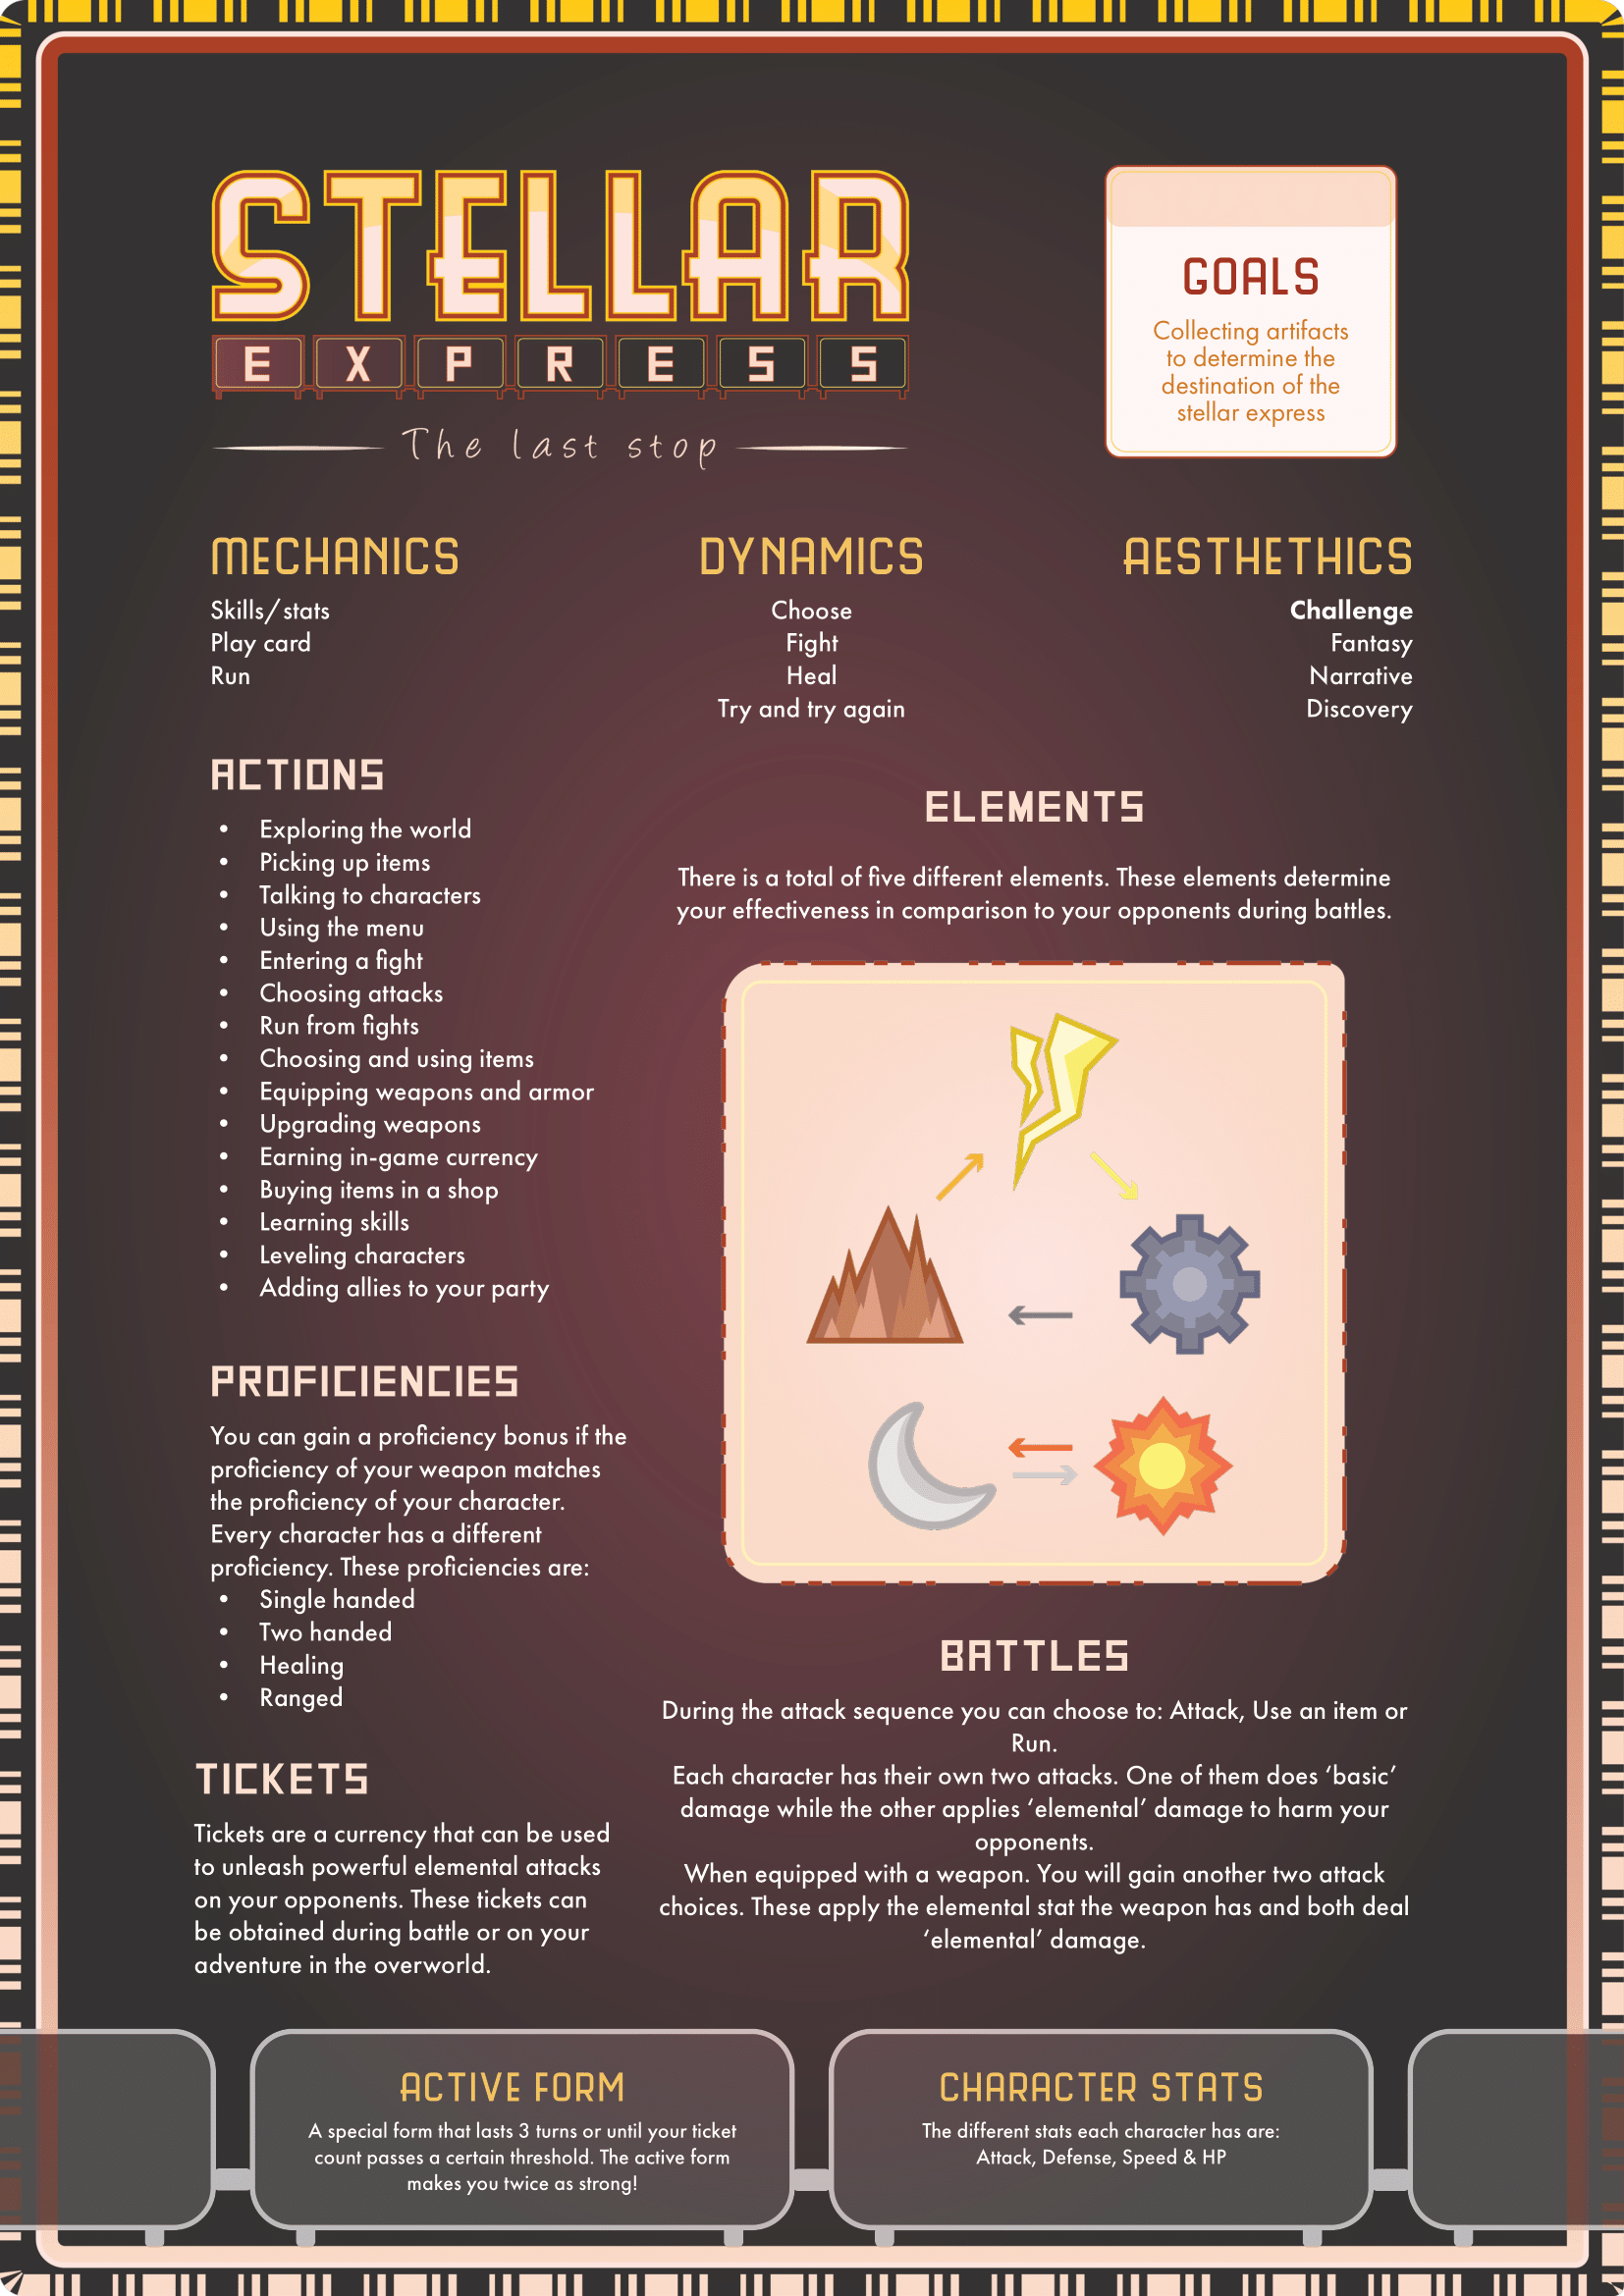 STELLAR
EXPRESS
The last stop
GOALS
Collecting artifacts
to determine the
destination of the
stellar express
MECHANICS
Skills/stats
Play card
Run
DYNAMICS
Choose
Fight
Heal
Try and try again
AESTHETHICS
Challenge
Fantasy
Narrative
Discovery
ACTIONS
• Exploring the world
• Picking up items
• Talking to characters
• Using the menu
• Entering a fight
• Choosing attacks
• Run from fights
• Choosing and using items
• Equipping weapons and armor
• Upgrading weapons
• Earning in-game currency
• Buying items in a shop
• Learning skills
• Leveling characters
• Adding allies to your party
ELEMENTS
There is a total of five different elements. These elements determine
your effectiveness in comparison to your opponents during battles.
PROFICIENCIES
You can gain a proficiency bonus if the
proficiency of your weapon matches
the proficiency of your character.
Every character has a different
proficiency. These proficiencies are:
• Single handed
• Two handed
• Healing
• Ranged
BATTLES
During the attack sequence you can choose to: Attack, Use an item or
Run.
Each character has their own two attacks. One of them does ‘basic’
damage while the other applies ‘elemental’ damage to harm your
opponents.
When equipped with a weapon. You will gain another two attack
choices. These apply the elemental stat the weapon has and both deal
‘elemental’ damage.
TICKETS
Tickets are a currency that can be used
to unleash powerful elemental attacks
on your opponents. These tickets can
be obtained during battle or on your
adventure in the overworld.
ACTIVE FORM
A special form that lasts 3 turns or until your ticket
count passes a certain threshold. The active form
makes you twice as strong!
CHARACTER STATS
The different stats each character has are:
Attack, Defense, Speed & HP